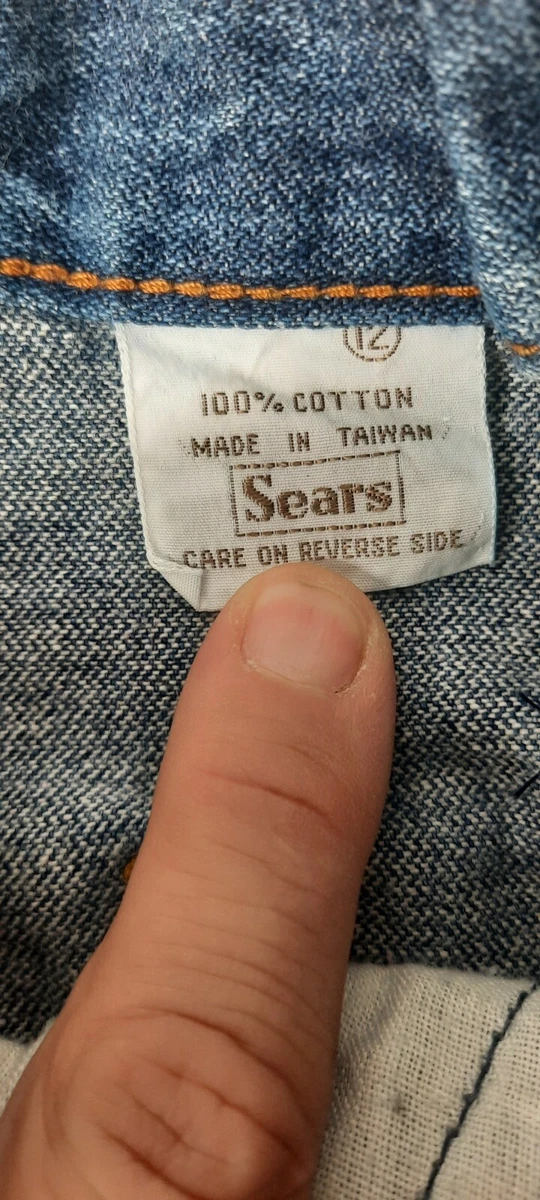 12
100% COTTON
MADE IN TAIWAN
Sears
CARE ON REVERSE SIDE